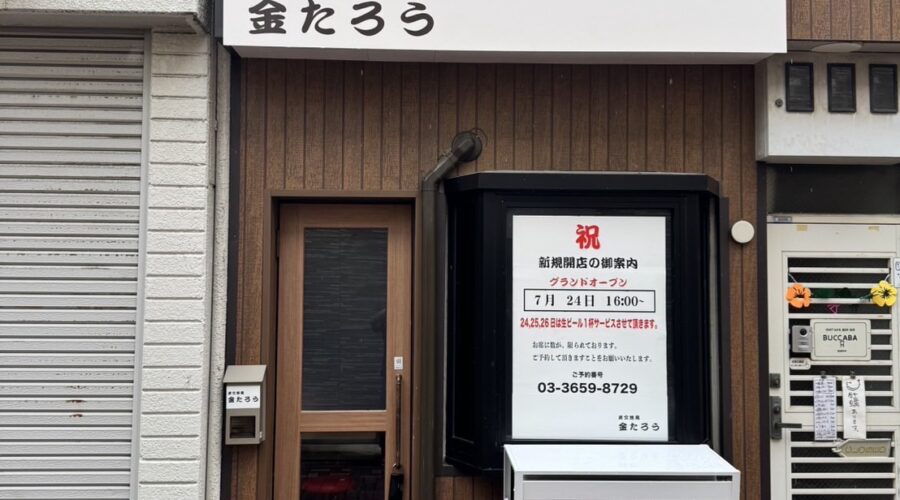 金たろう
祝
新規開店の御案内
グランドオープン
7月 24日 16:00~
24,25,26日は生ビール1杯サービスさせて頂きます。
お席に数が、限られております。
ご予約して頂きますことをお願いいたします。
ご予約番号
03-3659-8729
金たろう
金たろう
BUCCABA
H